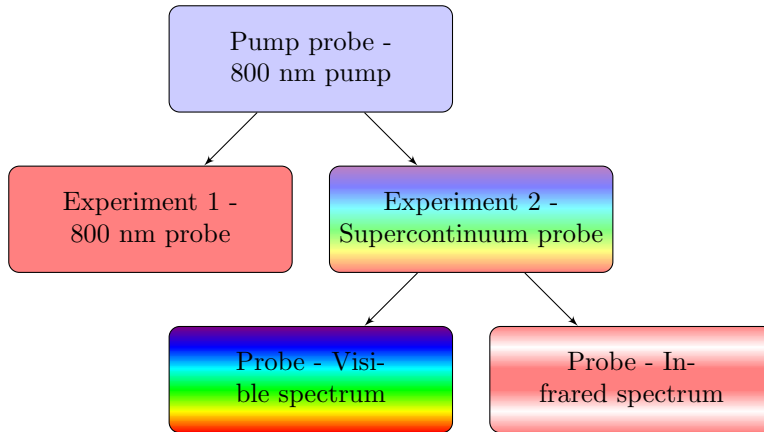 Pump probe -
800 nm pump
Experiment 1 -
800 nm probe
Experiment 2 -
Supercontinuum probe
Probe - Visi-
ble spectrum
Probe - In-
frared spectrum